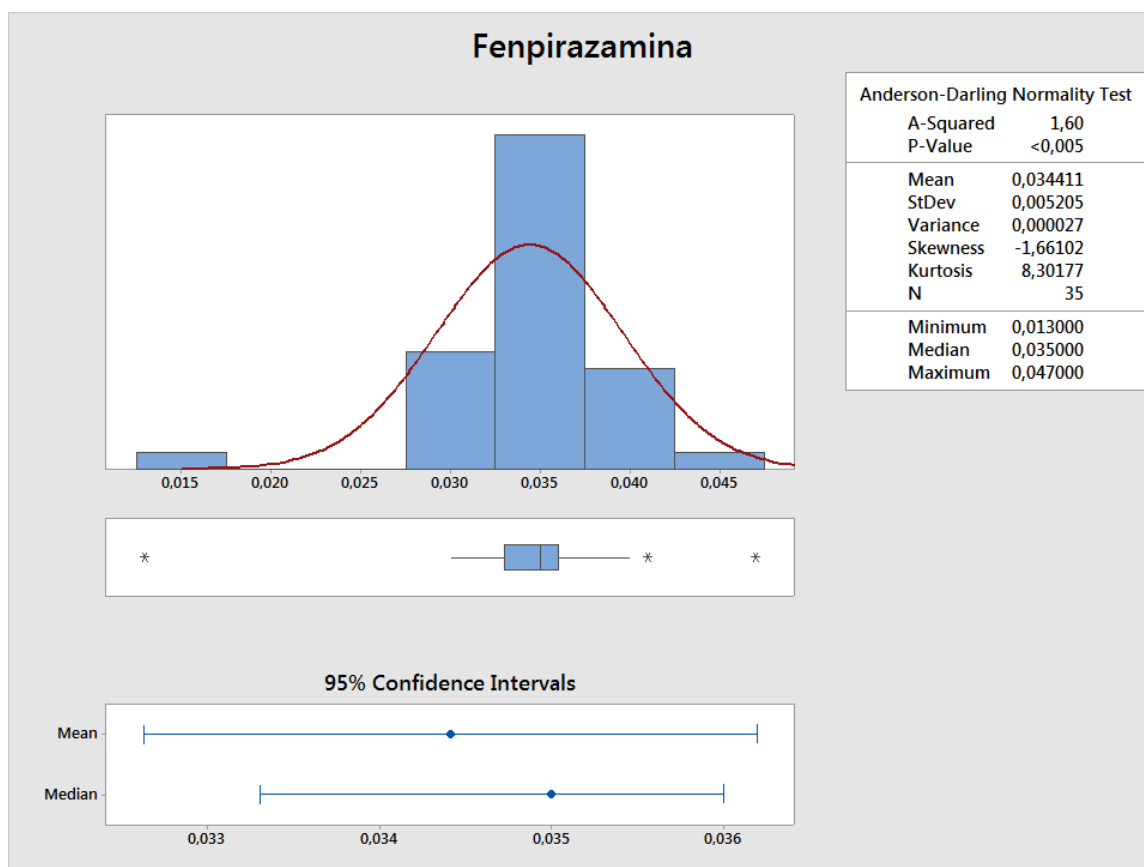 Fenpirazamina
Anderson-Darling Normality Test
A-Squared 1,60
P-Value <0,005
Mean 0,034411
StDev 0,005205
Variance 0,000027
Skewness -1,66102
Kurtosis 8,30177
N 35
Minimum 0,013000
Median 0,035000
Maximum 0,047000
0,015 0,020 0,025 0,030 0,035 0,040 0,045
95% Confidence Intervals
Mean
Median
0,033 0,034 0,035 0,036